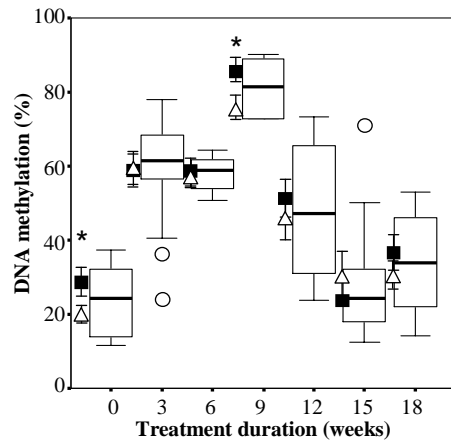 100
*
80
DNA methylation (%)
60
40
*
20
0
0 3 6 9 12 15 18
Treatment duration (weeks)